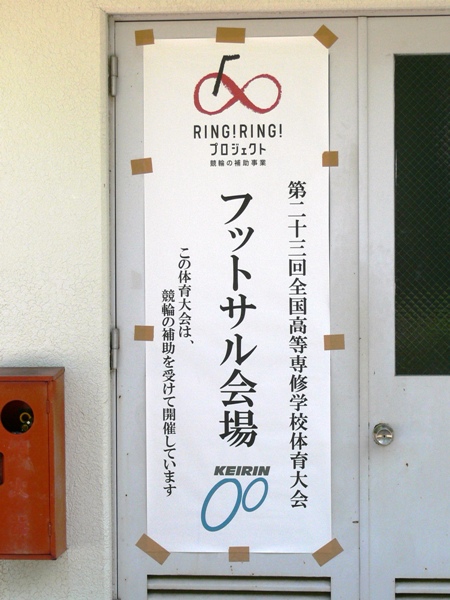 RING!RING!
プロジェクト
競輪の補助事業
第二十三回全国高等専修学校体育大会
フットサル会場
この体育大会は、
競輪の補助を受けて開催しています
KEIRIN